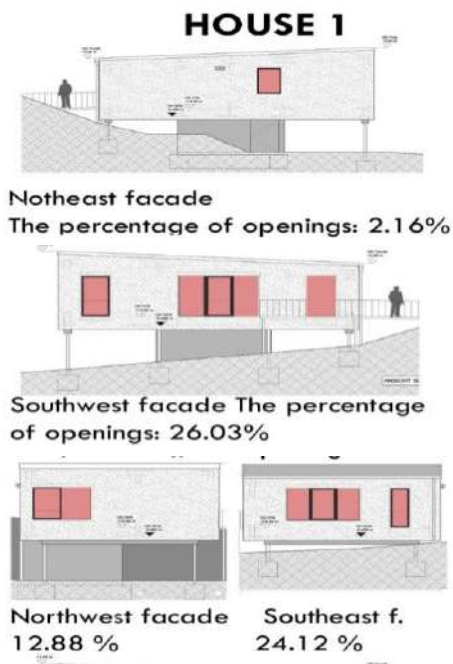 HOUSE 1
Notheast facade
The percentage of openings: 2.16%
Southwest facade The percentage
of openings: 26.03%
Northwest facade
12.88 %
Southeast f.
24.12 %